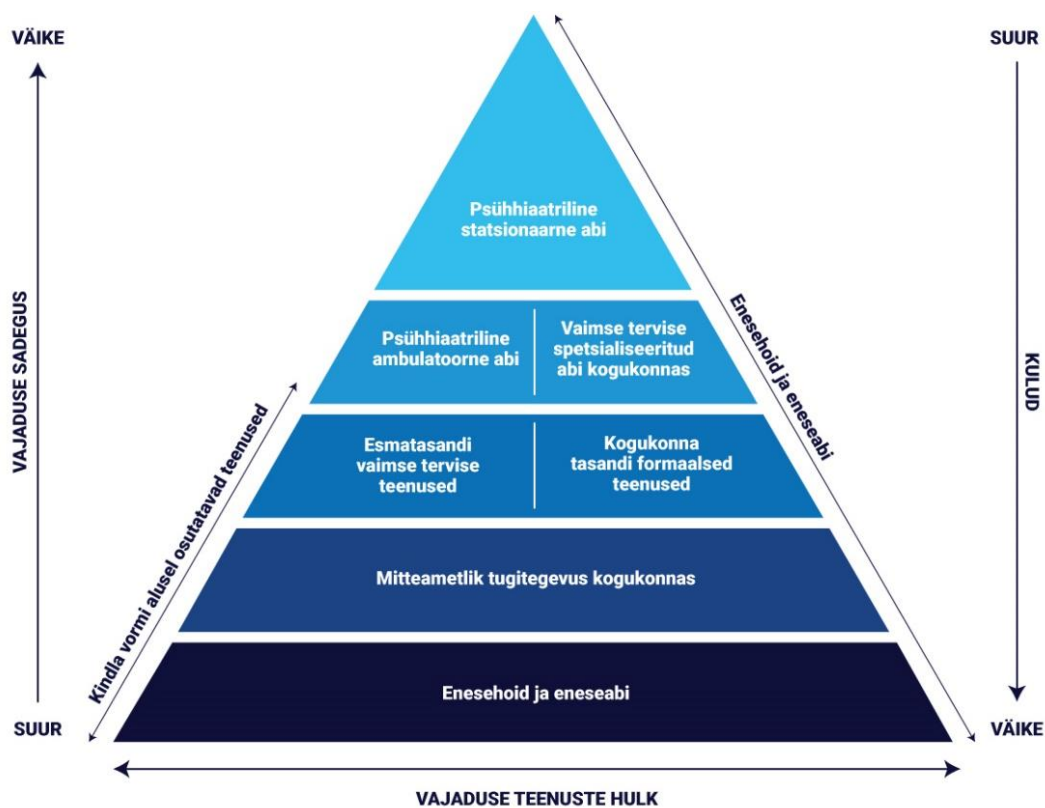 VÄIKE
SUUR
Psühhiaatriline
statsionaarne abi
Psühhiaatriline
ambulatoorne abi
Vaimse tervise
spetsialiseeritud
abi kogukonnas
Esmatasandi
vaimse tervise
teenused
Kogukonna
tasandi formaalsed
teenused
Mitteametlik tugitegevus kogukonnas
Enesehoid ja eneseabi
VAJADUSE SADEGUS
Kindla vormi alusel osutatavad teenused
Enesehoid ja eneseabi
KULUD
SUUR
VÄIKE
VAJADUSE TEENUSTE HULK